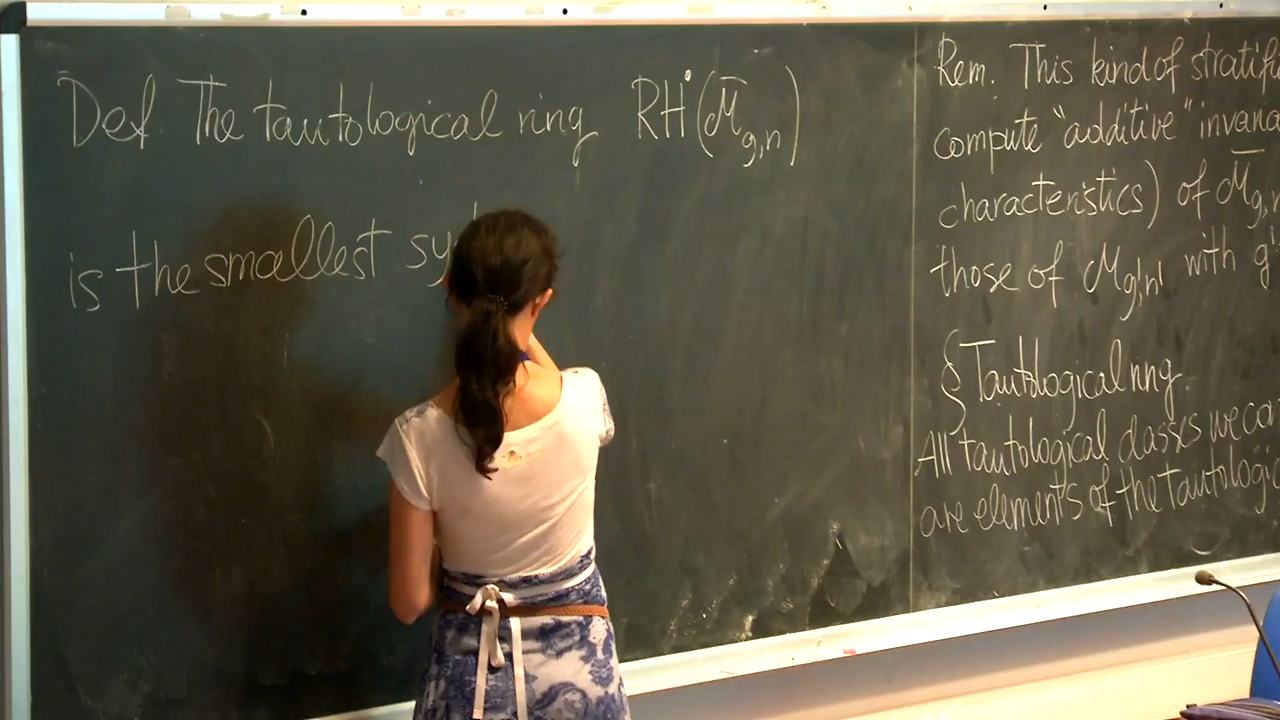 Def. The tautological ring RH•(M̄g,n)
is the smallest sy
Rem. This kind of stratifi
compute "additive" invaria
characteristics) of M̄g,n
those of Mg',n' with g'
§ Tautological ring.
All tautological classes we con
are elements of the tautologic